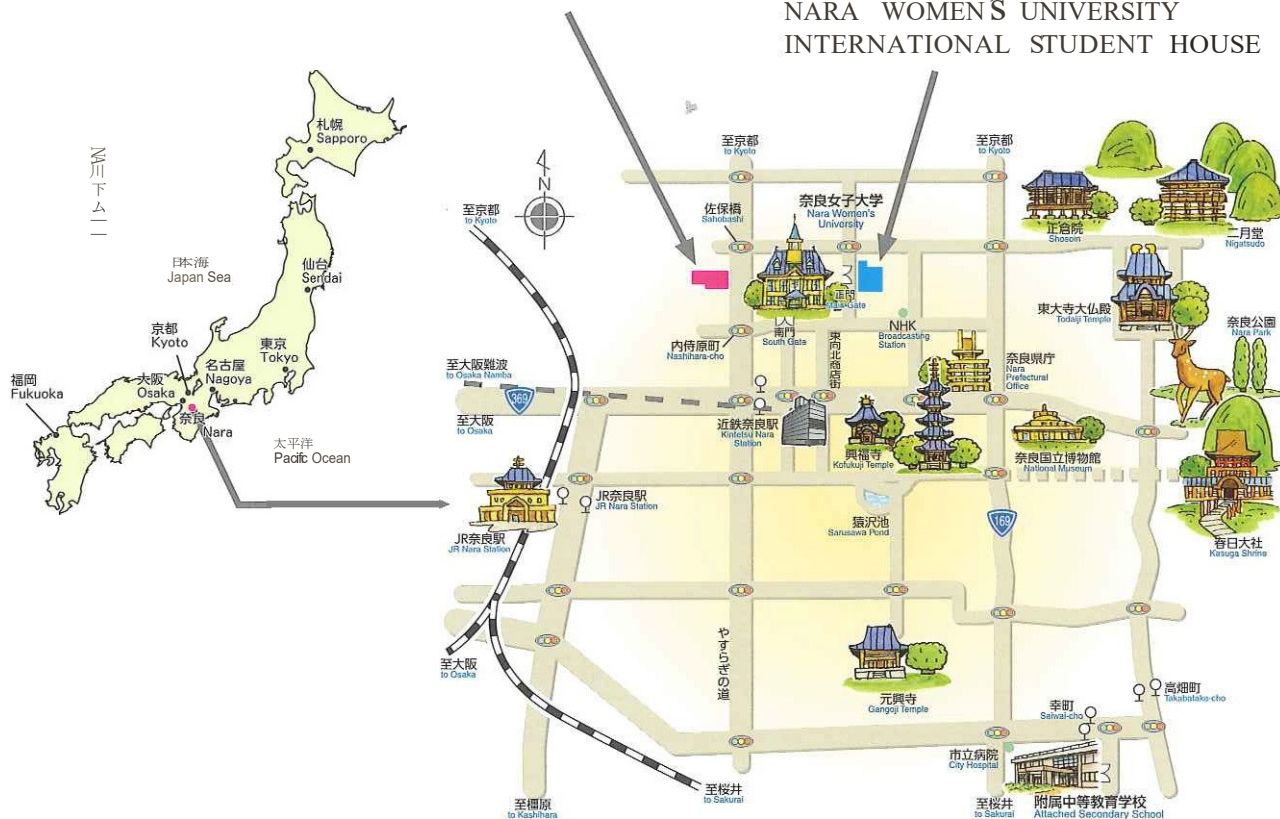 NARA WOMEN'S UNIVERSITY
INTERNATIONAL STUDENT HOUSE
札幌
Sapporo
仙台
Sendai
日本海
Japan Sea
京都
Kyoto
東京
Tokyo
名古屋
Nagoya
大阪
Osaka
福岡
Fukuoka
奈良
Nara
太平洋
Pacific Ocean
N
至京都
to Kyoto
至京都
to Kyoto
至京都
to Kyoto
佐保橋
Sahobashi
奈良女子大学
Nara Women's
University
正倉院
Shosoin
二月堂
Nigatsudo
正門
Main Gate
東大寺大仏殿
Todaiji Temple
奈良公園
Nara Park
南門
South Gate
NHK
Broadcasting
Station
内侍原町
Nashihara-cho
東向北商店街
奈良県庁
Nara
Prefectural
Office
至大阪難波
to Osaka Namba
369
至大阪
to Osaka
近鉄奈良駅
Kintetsu Nara
Station
興福寺
Kofukuji Temple
奈良国立博物館
National Museum
JR奈良駅
JR Nara Station
JR奈良駅
JR Nara Station
猿沢池
Sarusawa Pond
169
春日大社
Kasuga Shrine
やすらぎの道
至大阪
to Osaka
元興寺
Gangoji Temple
高畑町
Takabatake-cho
幸町
Saiwai-cho
市立病院
City Hospital
至桜井
to Sakurai
至橿原
to Kashihara
至桜井
to Sakurai
附属中等教育学校
Attached Secondary School